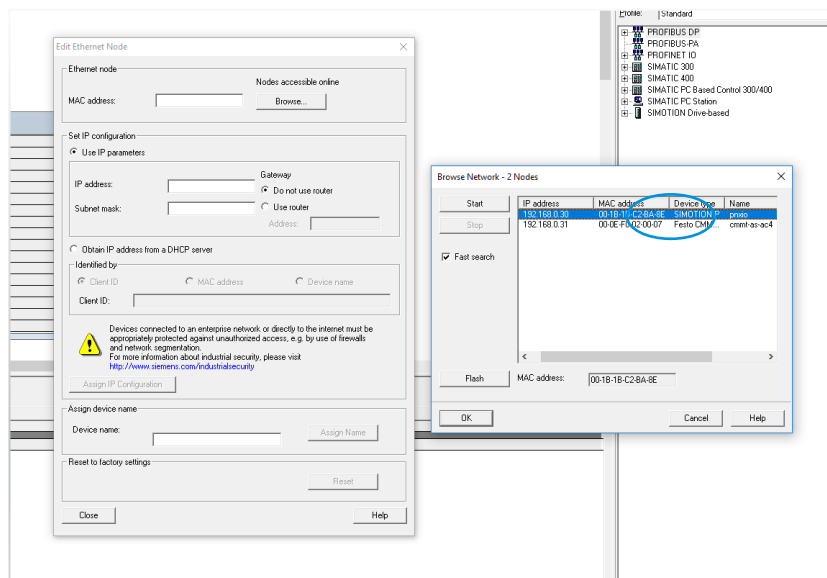 Profile: Standard
PROFIBUS DP
PROFIBUS-PA
PROFINET IO
SIMATIC 300
SIMATIC 400
SIMATIC PC Based Control 300/400
SIMATIC PC Station
SIMOTION Drive-based
Edit Ethernet Node
Ethernet node
Nodes accessible online
MAC address:
Browse...
Set IP configuration
Use IP parameters
Gateway
IP address:
Do not use router
Subnet mask:
Use router
Address:
Obtain IP address from a DHCP server
Identified by
Client ID MAC address Device name
Client ID:
Devices connected to an enterprise network or directly to the internet must be
appropriately protected against unauthorized access, e.g. by use of firewalls
and network segmentation.
For more information about industrial security, please visit
http://www.siemens.com/industrialsecurity
Assign IP Configuration
Assign device name
Device name:
Assign Name
Reset to factory settings
Reset
Close Help
Browse Network - 2 Nodes
Start
Stop
Fast search
IP address MAC address Device type Name
192.168.0.30 00-1B-1B-C2-BA-8E SIMOTION P pnxio
192.168.0.31 00-0E-F0-02-00-07 Festo CMM... cmmt-as-ac4
Flash MAC address: 00-1B-1B-C2-BA-8E
OK Cancel Help